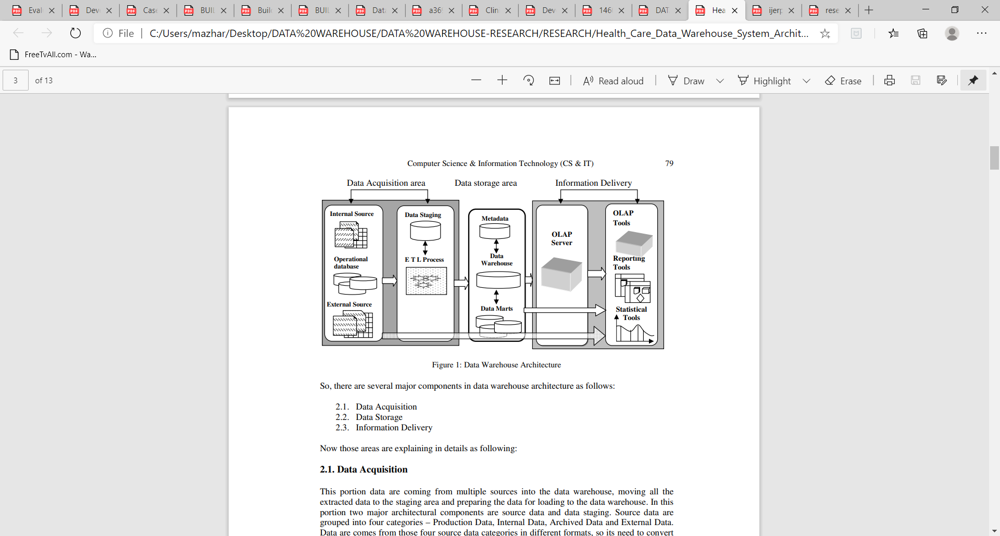 Eval
Dev
Case
BUIL
Build
BUIL
Data
a36
Clin
Dev
146
DAT
Hea
ijerp
rese
File
C:/Users/mazhar/Desktop/DATA%20WAREHOUSE/DATA%20WAREHOUSE-RESEARCH/RESEARCH/Health_Care_Data_Warehouse_System_Archit...
FreeTvAll.com - Wa...
3 of 13
Read aloud
Draw
Highlight
Erase
Computer Science & Information Technology (CS & IT) 79
Data Acquisition area
Data storage area
Information Delivery
Internal Source
Operational
database
External Source
Data Staging
E T L Process
Metadata
Data
Warehouse
Data Marts
OLAP
Server
OLAP
Tools
Reporting
Tools
Statistical
Tools
Figure 1: Data Warehouse Architecture
So, there are several major components in data warehouse architecture as follows:
2.1. Data Acquisition
2.2. Data Storage
2.3. Information Delivery
Now those areas are explaining in details as following:
2.1. Data Acquisition
This portion data are coming from multiple sources into the data warehouse, moving all the
extracted data to the staging area and preparing the data for loading to the data warehouse. In this
portion two major architectural components are source data and data staging. Source data are
grouped into four categories – Production Data, Internal Data, Archived Data and External Data.
Data are comes from those four source data categories in different formats, so its need to convert